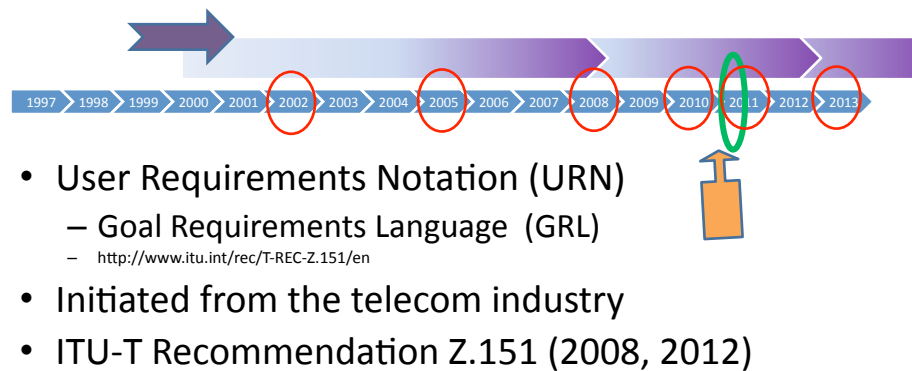 1997 1998 1999 2000 2001 2002 2003 2004 2005 2006 2007 2008 2009 2010 2011 2012 2013
• User Requirements Notation (URN)
– Goal Requirements Language (GRL)
– http://www.itu.int/rec/T-REC-Z.151/en
• Initiated from the telecom industry
• ITU-T Recommendation Z.151 (2008, 2012)